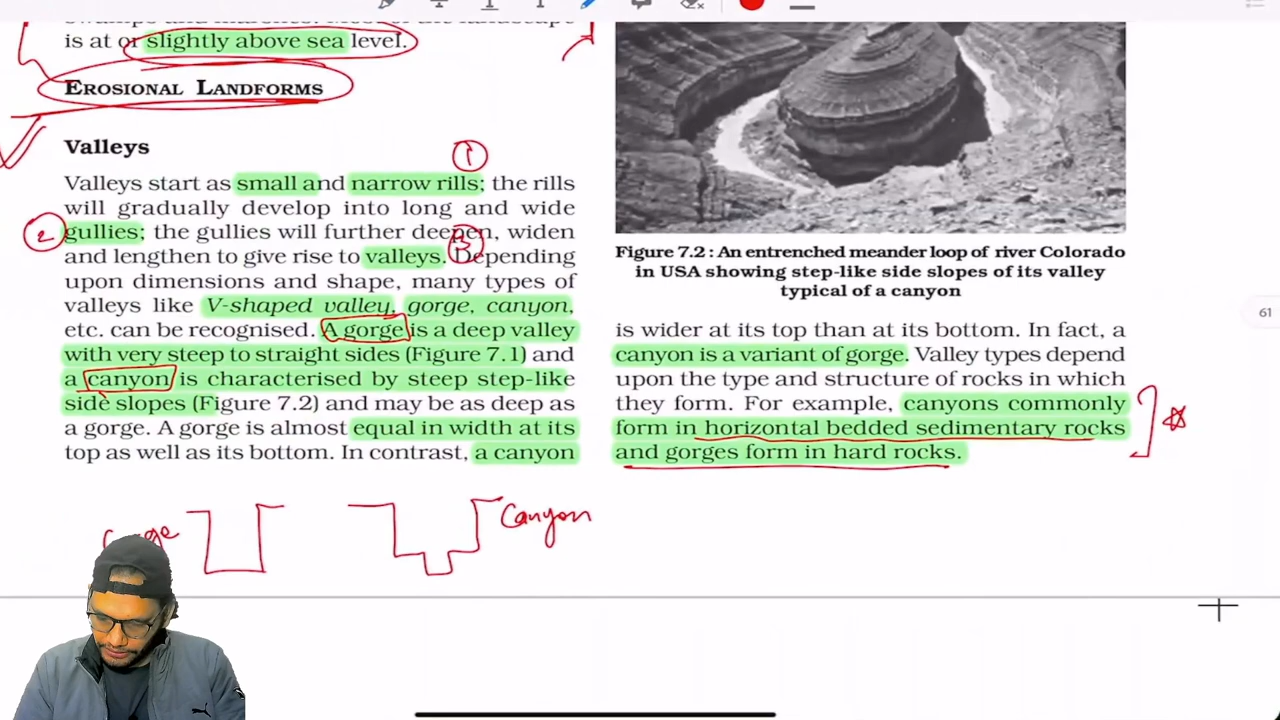 is at or slightly above sea level.
EROSIONAL LANDFORMS
Valleys
1
Valleys start as small and narrow rills; the rills
will gradually develop into long and wide
2
gullies; the gullies will further deepen, widen
3
and lengthen to give rise to valleys. Depending
upon dimensions and shape, many types of
valleys like V-shaped valley, gorge, canyon,
etc. can be recognised. A gorge is a deep valley
with very steep to straight sides (Figure 7.1) and
a canyon is characterised by steep step-like
side slopes (Figure 7.2) and may be as deep as
a gorge. A gorge is almost equal in width at its
top as well as its bottom. In contrast, a canyon
Gorge
Canyon
Figure 7.2 : An entrenched meander loop of river Colorado
in USA showing step-like side slopes of its valley
typical of a canyon
is wider at its top than at its bottom. In fact, a
canyon is a variant of gorge. Valley types depend
upon the type and structure of rocks in which
they form. For example, canyons commonly
form in horizontal bedded sedimentary rocks
and gorges form in hard rocks.
61